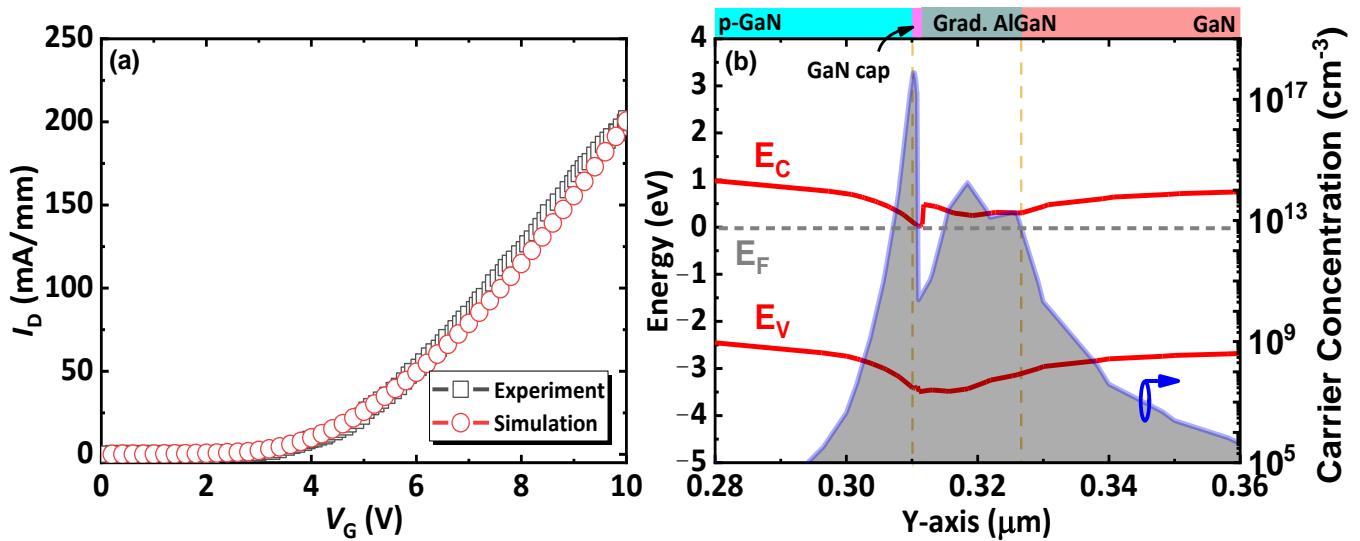 (a)
250
200
150
100
50
0
I_D (mA/mm)
Experiment
Simulation
0 2 4 6 8 10
V_G (V)
p-GaN Grad. AlGaN GaN
GaN cap
(b)
4
3
2
1
0
−1
−2
−3
−4
−5
Energy (eV)
E_C
E_F
E_V
10^17
10^13
10^9
10^5
Carrier Concentration (cm^-3)
0.28 0.30 0.32 0.34 0.36
Y-axis (μm)